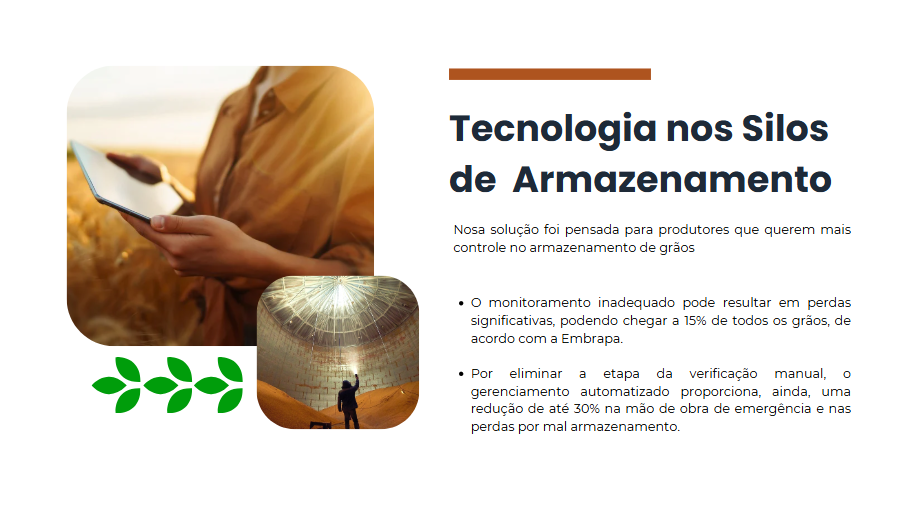 Tecnologia nos Silos
de Armazenamento
Nosa solução foi pensada para produtores que querem mais
controle no armazenamento de grãos
• O monitoramento inadequado pode resultar em perdas
significativas, podendo chegar a 15% de todos os grãos, de
acordo com a Embrapa.
• Por eliminar a etapa da verificação manual, o
gerenciamento automatizado proporciona, ainda, uma
redução de até 30% na mão de obra de emergência e nas
perdas por mal armazenamento.